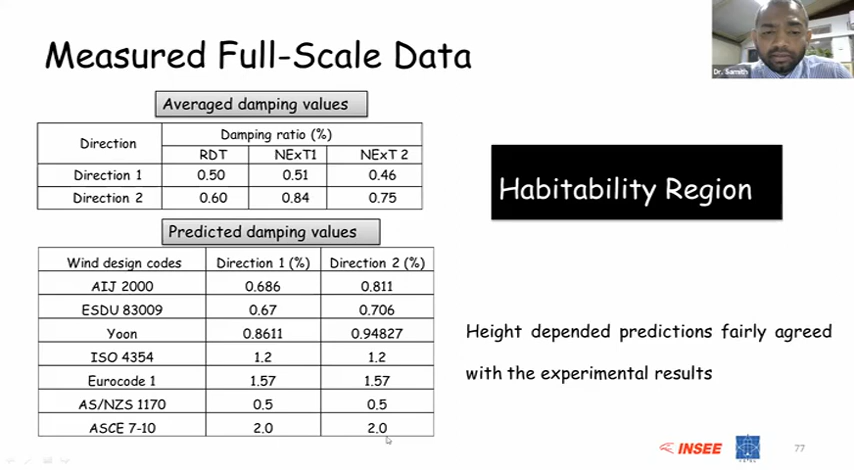 Measured Full-Scale Data
Dr. Samith
Averaged damping values
Direction
Damping ratio (%)
RDT NExT1 NExT 2
Direction 1 0.50 0.51 0.46
Direction 2 0.60 0.84 0.75
Habitability Region
Predicted damping values
Wind design codes Direction 1 (%) Direction 2 (%)
AIJ 2000 0.686 0.811
ESDU 83009 0.67 0.706
Yoon 0.8611 0.94827
ISO 4354 1.2 1.2
Eurocode 1 1.57 1.57
AS/NZS 1170 0.5 0.5
ASCE 7-10 2.0 2.0
Height depended predictions fairly agreed
with the experimental results
INSEE
77